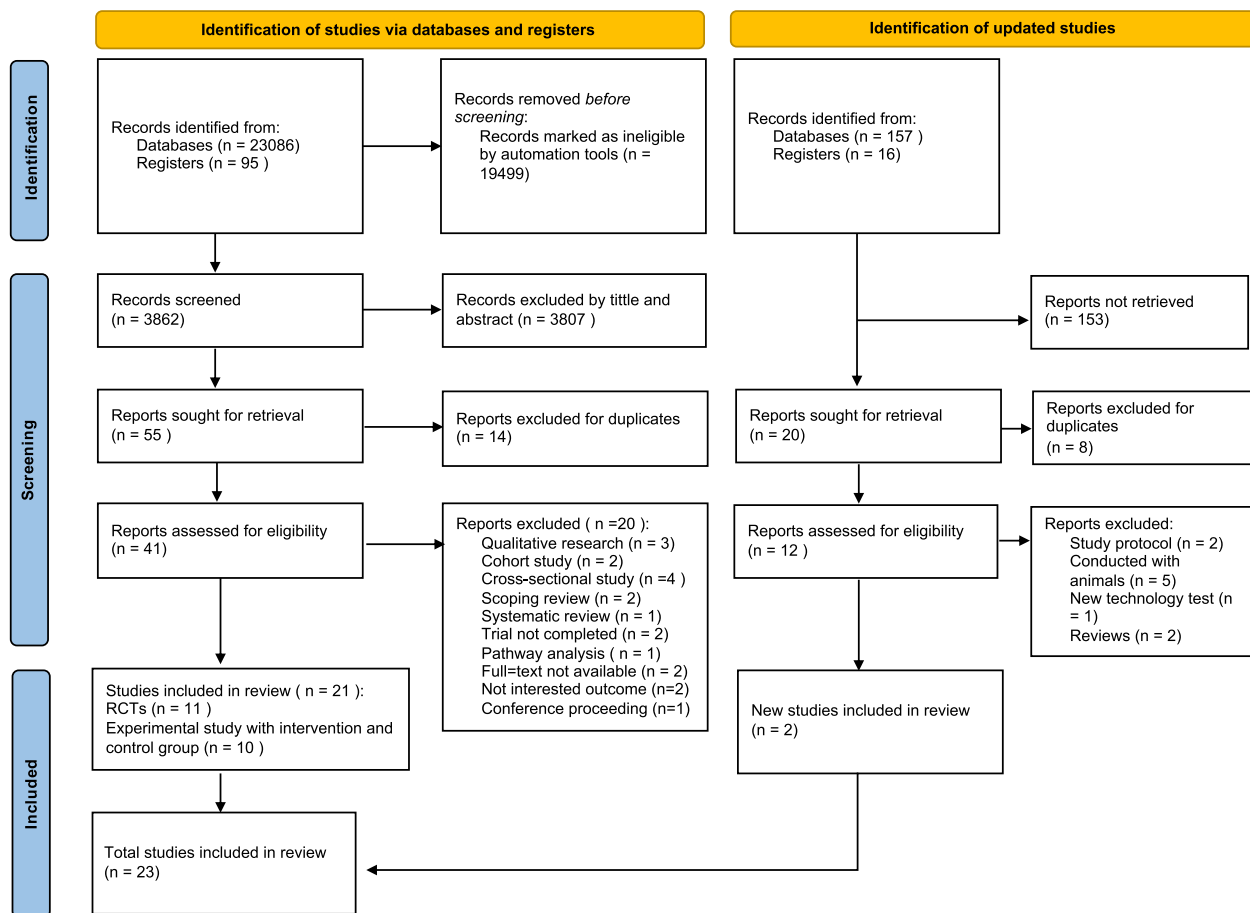 Identification of studies via databases and registers
Identification of updated studies
Identification
Records identified from:
Databases (n = 23086)
Registers (n = 95 )
Records removed before
screening:
Records marked as ineligible
by automation tools (n =
19499)
Records identified from:
Databases (n = 157 )
Registers (n = 16)
Screening
Records screened
(n = 3862)
Records excluded by tittle and
abstract (n = 3807 )
Reports not retrieved
(n = 153)
Reports sought for retrieval
(n = 55 )
Reports excluded for duplicates
(n = 14)
Reports sought for retrieval
(n = 20)
Reports excluded for
duplicates
(n = 8)
Reports assessed for eligibility
(n = 41)
Reports excluded ( n =20 ):
Qualitative research (n = 3)
Cohort study (n = 2)
Cross-sectional study (n =4 )
Scoping review (n = 2)
Systematic review (n = 1)
Trial not completed (n = 2)
Pathway analysis ( n = 1)
Full=text not available (n = 2)
Not interested outcome (n=2)
Conference proceeding (n=1)
Reports assessed for eligibility
(n = 12 )
Reports excluded:
Study protocol (n = 2)
Conducted with
animals (n = 5)
New technology test (n
= 1)
Reviews (n = 2)
Included
Studies included in review ( n = 21 ):
RCTs (n = 11 )
Experimental study with intervention and
control group (n = 10 )
New studies included in review
(n = 2)
Total studies included in review
(n = 23)